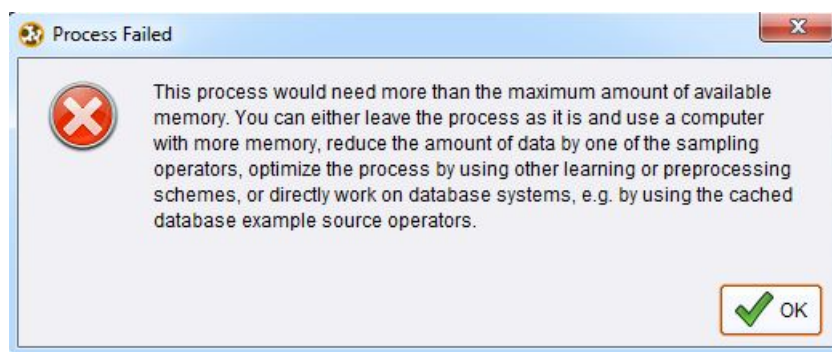 Process Failed
This process would need more than the maximum amount of available
memory. You can either leave the process as it is and use a computer
with more memory, reduce the amount of data by one of the sampling
operators, optimize the process by using other learning or preprocessing
schemes, or directly work on database systems, e.g. by using the cached
database example source operators.
OK